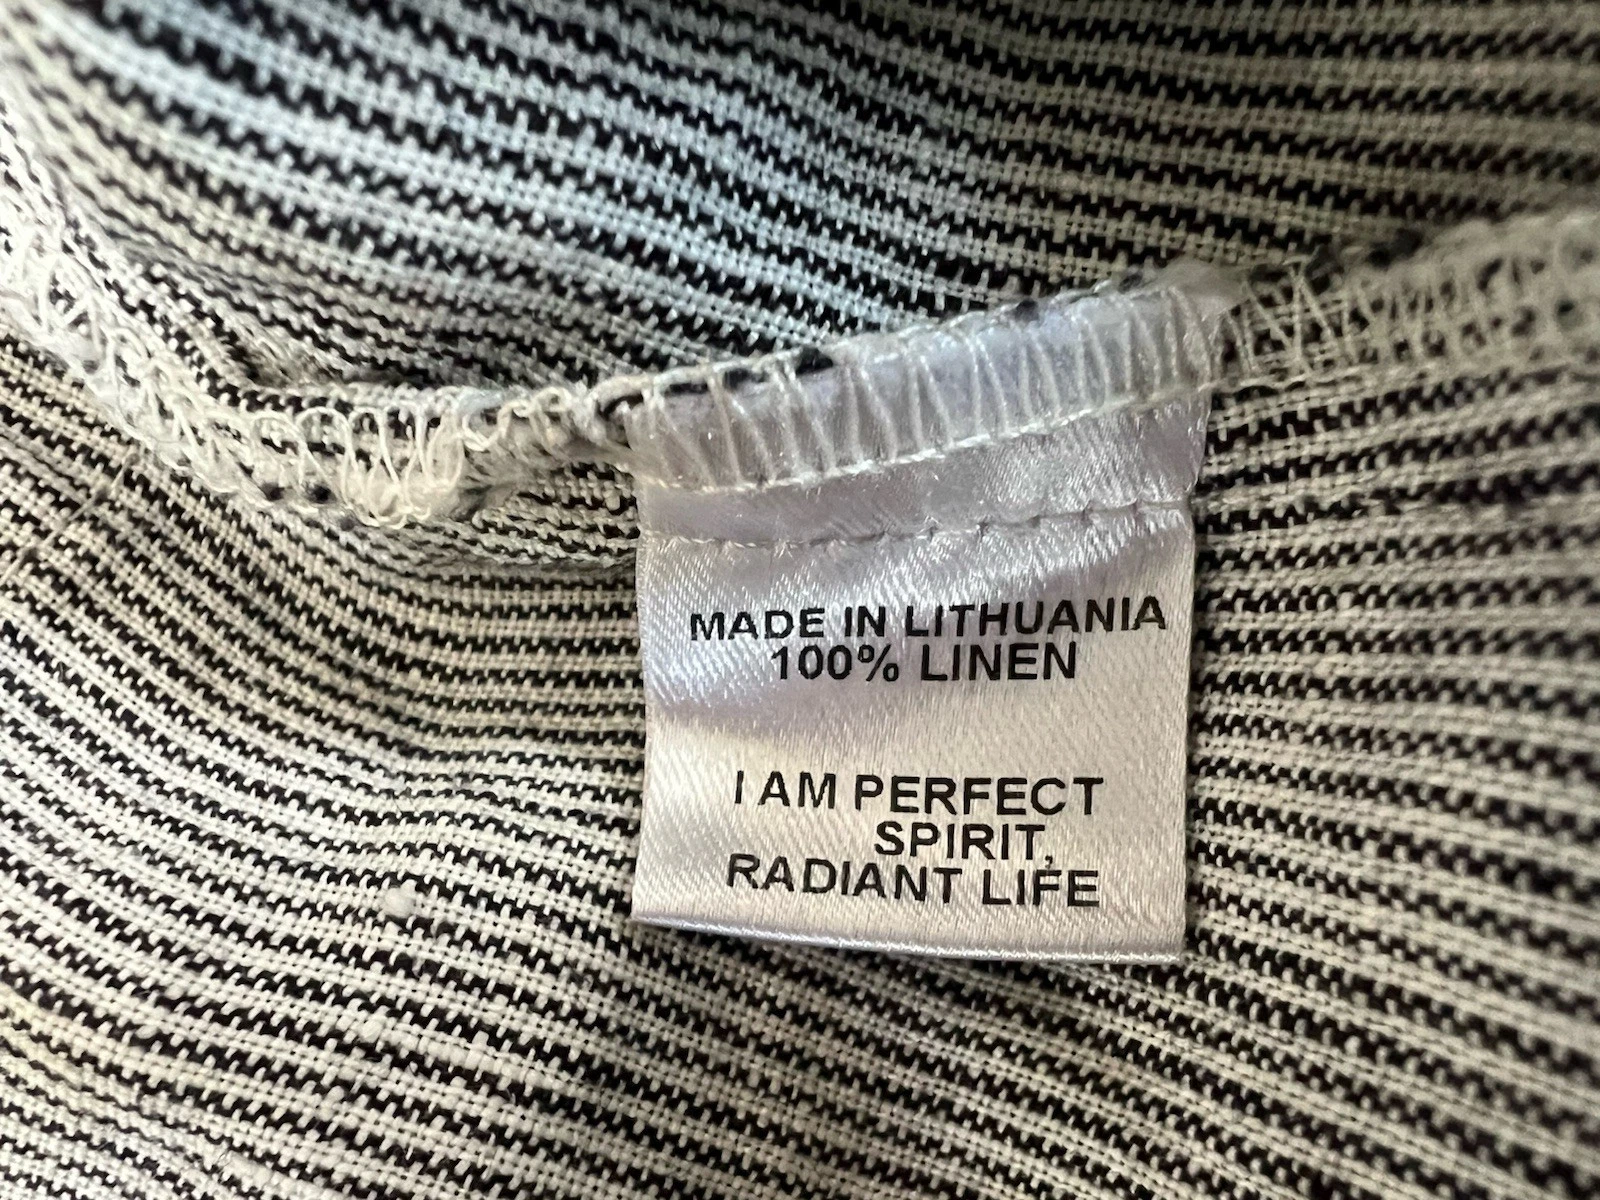 MADE IN LITHUANIA
100% LINEN
I AM PERFECT
SPIRIT,
RADIANT LIFE